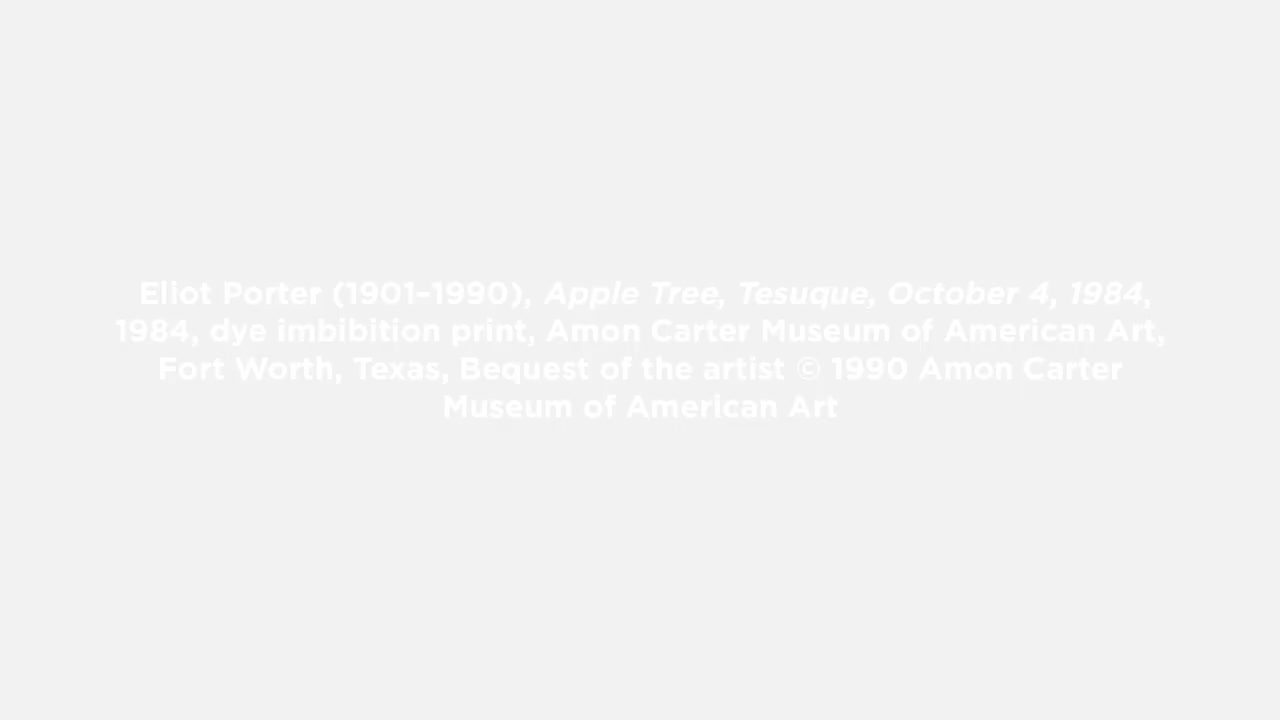 Eliot Porter (1901–1990), Apple Tree, Tesuque, October 4, 1984,
1984, dye imbibition print, Amon Carter Museum of American Art,
Fort Worth, Texas, Bequest of the artist © 1990 Amon Carter
Museum of American Art